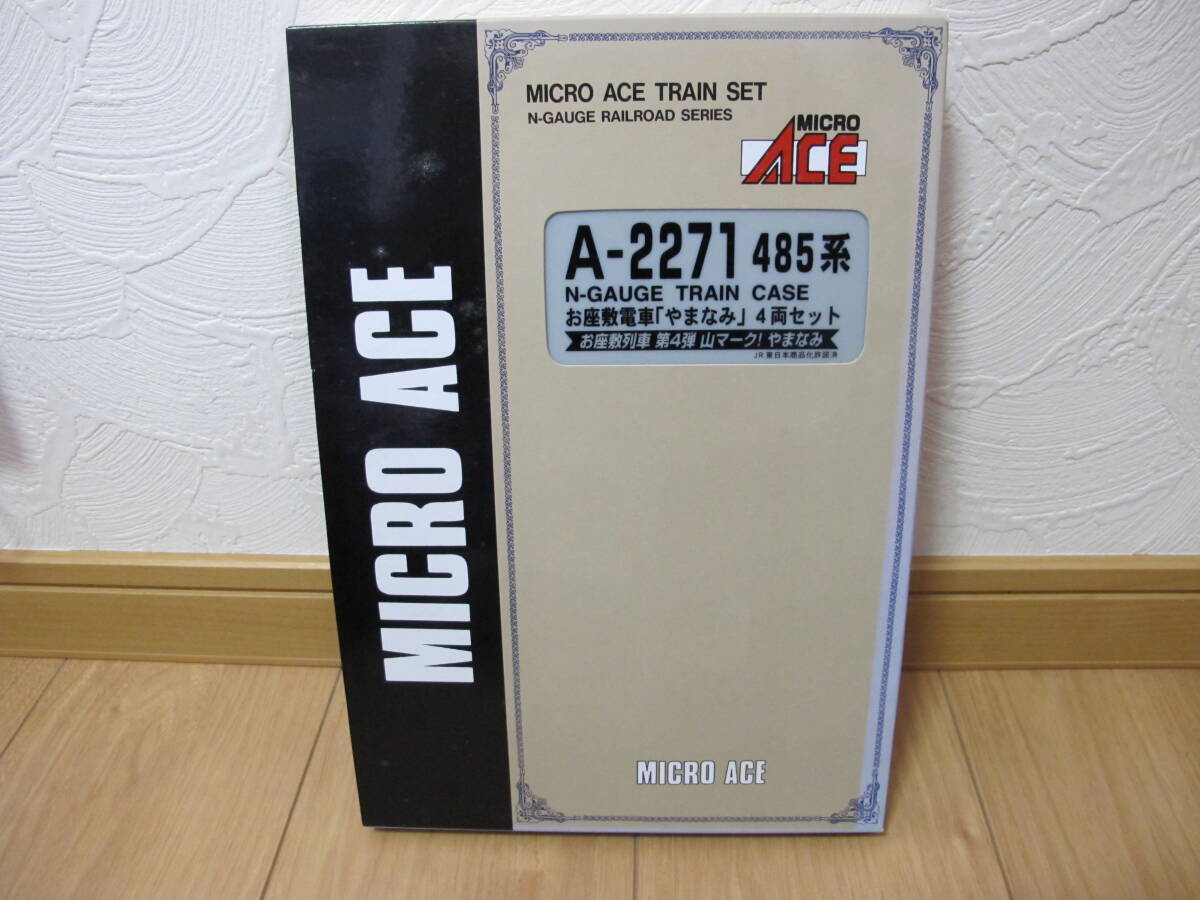 MICRO ACE
MICRO ACE TRAIN SET
N-GAUGE RAILROAD SERIES
MICRO
ACE
A-2271 485系
N-GAUGE TRAIN CASE
お座敷電車「やまなみ」4両セット
お座敷列車 第4弾 山マーク! やまなみ
JR東日本商品化許諾済
MICRO ACE